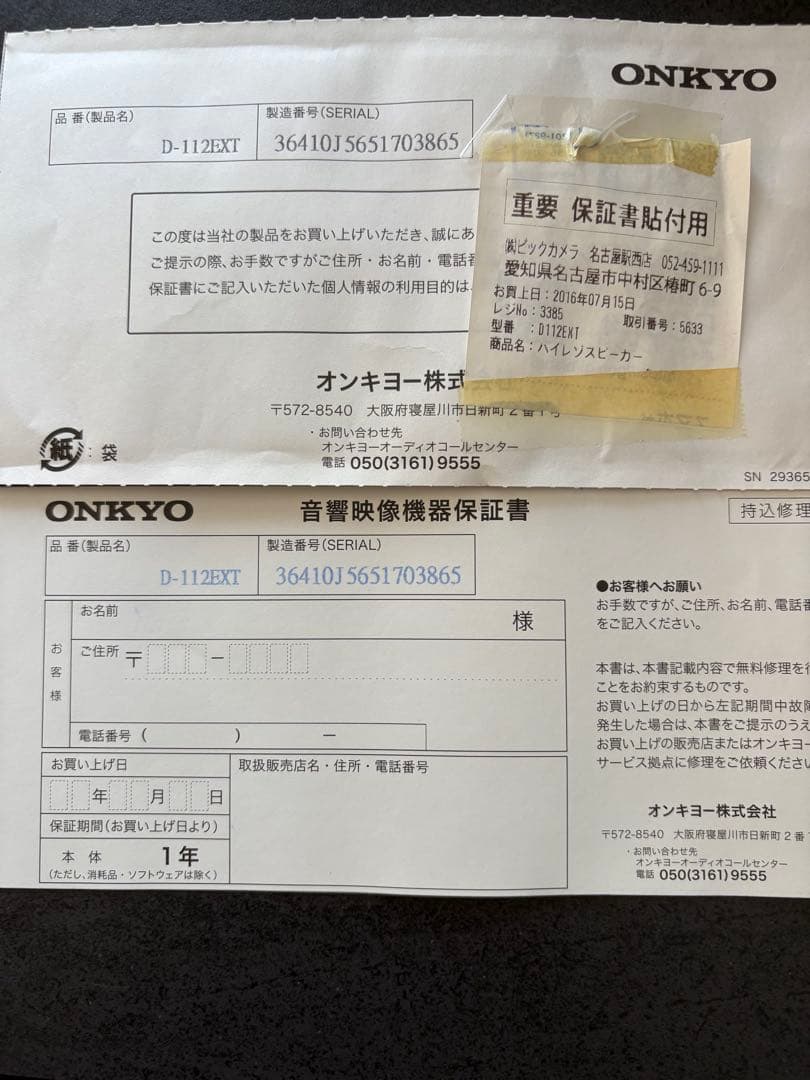 ONKYO
品 番(製品名)
D-112EXT
製造番号(SERIAL)
36410J5651703865
この度は当社の製品をお買い上げいただき、誠にあ
ご提示の際、お手数ですがご住所・お名前・電話番
保証書にご記入いただいた個人情報の利用目的は、
重要 保証書貼付用
㈱ビックカメラ 名古屋駅西店 052-459-1111
愛知県名古屋市中村区椿町6-9
お買上日:2016年07月15日
レジNo:3385 取引番号:5633
型番 :D112EXT
商品名:ハイレゾスピーカー
オンキヨー株式
〒572-8540 大阪府寝屋川市日新町2番1号
・お問い合わせ先
オンキヨーオーディオコールセンター
電話 050(3161)9555
紙:袋
SN 29365
ONKYO
音響映像機器保証書
持込修理
品 番(製品名)
D-112EXT
製造番号(SERIAL)
36410J5651703865
お客様
お名前
様
ご住所 〒 −
電話番号 ( ) −
お買い上げ日
年 月 日
保証期間(お買い上げ日より)
本 体 1年
(ただし、消耗品・ソフトウェアは除く)
取扱販売店名・住所・電話番号
●お客様へお願い
お手数ですが、ご住所、お名前、電話番
をご記入ください。
本書は、本書記載内容で無料修理を行
ことをお約束するものです。
お買い上げの日から左記期間中故障
発生した場合は、本書をご提示のうえ
お買い上げの販売店またはオンキヨー
サービス拠点に修理をご依頼ください
オンキヨー株式会社
〒572-8540 大阪府寝屋川市日新町2番
・お問い合わせ先
オンキヨーオーディオコールセンター
電話 050(3161)9555